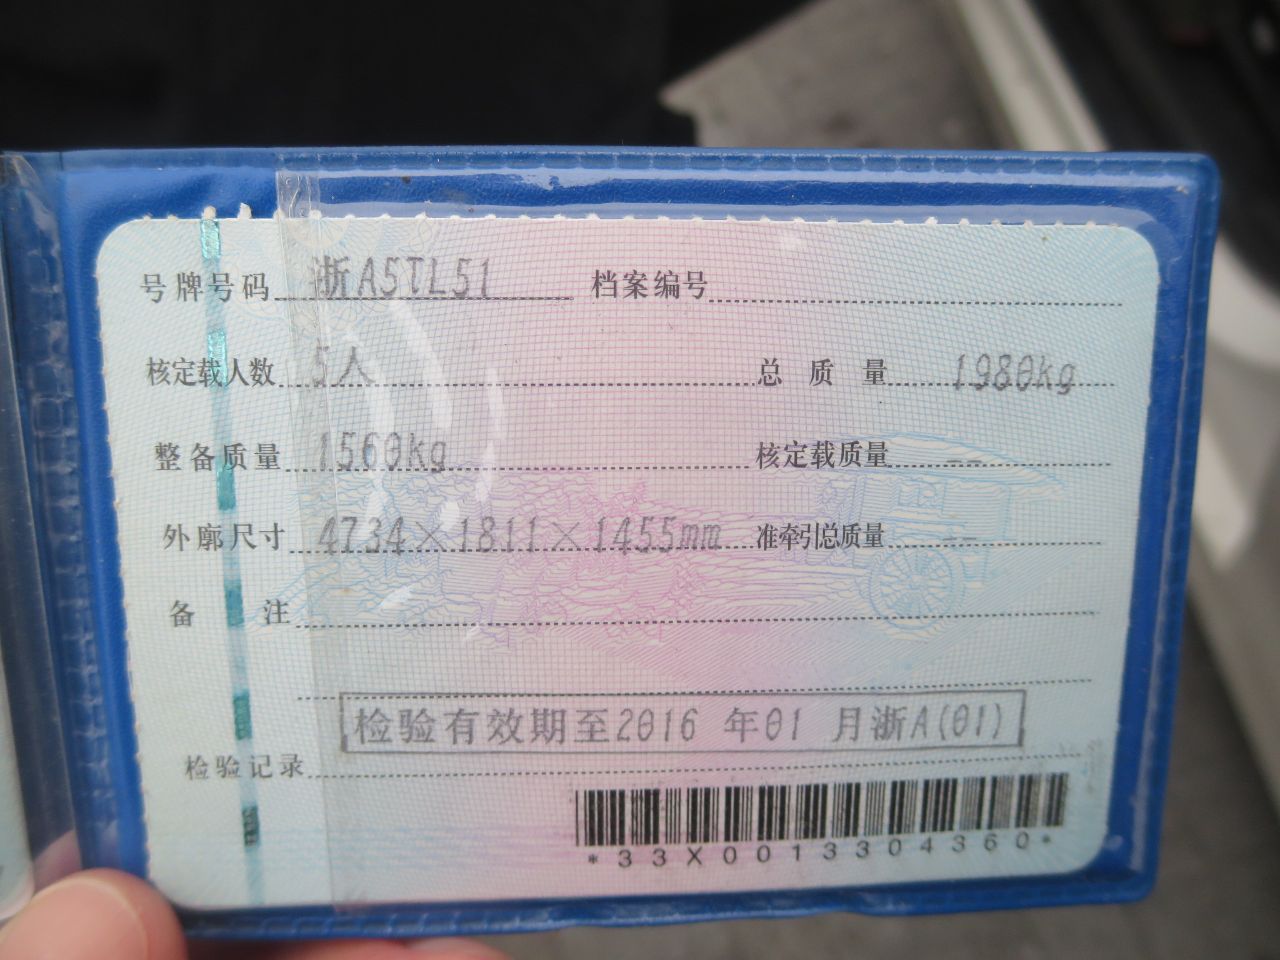 号牌号码 浙A5TL51 档案编号
核定载人数 5人 总质量 1980kg
整备质量 1560kg 核定载质量 --
外廓尺寸 4734×1811×1455mm 准牵引总质量 --
备注
检验有效期至2016年01月浙A(01)
检验记录
*33X0013304360*